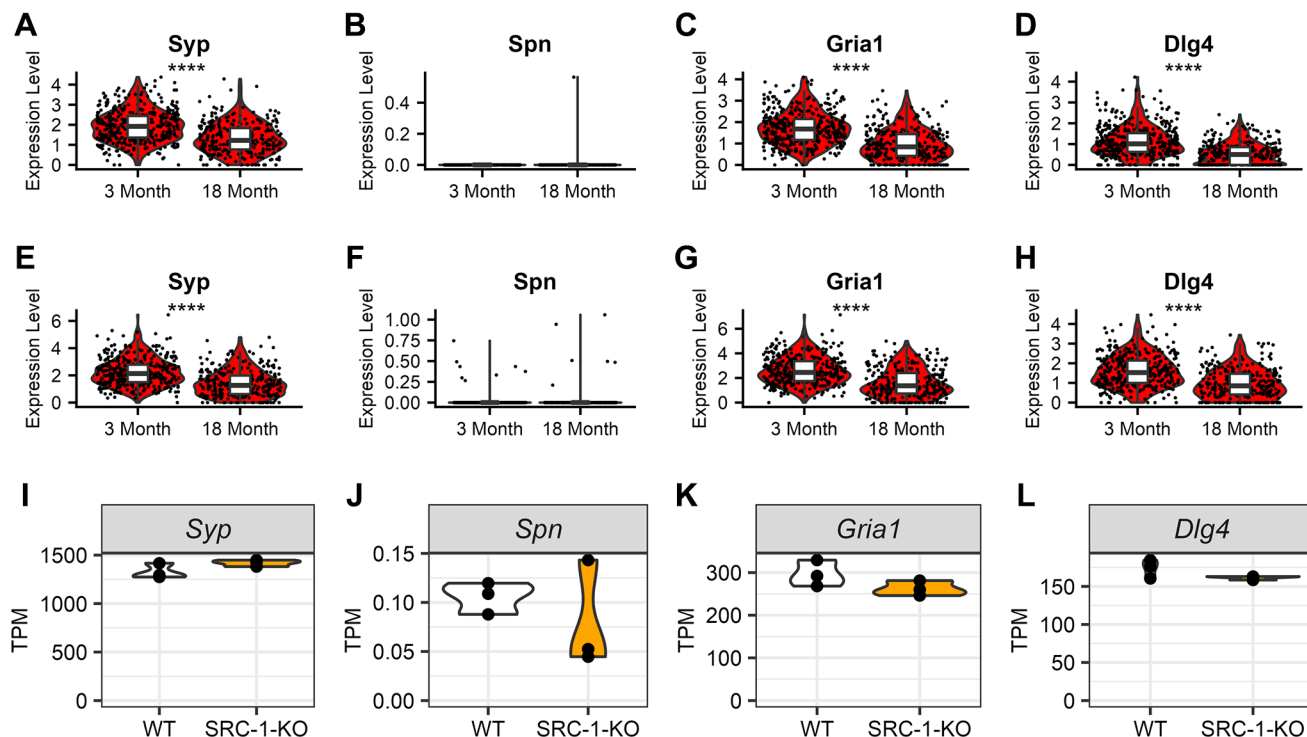 A
Syp
****
Expression Level
4
3
2
1
0
3 Month
18 Month
B
Spn
Expression Level
0.4
0.2
0.0
3 Month
18 Month
C
Gria1
****
Expression Level
4
3
2
1
0
3 Month
18 Month
D
Dlg4
****
Expression Level
4
3
2
1
0
3 Month
18 Month
E
Syp
****
Expression Level
6
4
2
0
3 Month
18 Month
F
Spn
Expression Level
1.00
0.75
0.50
0.25
0.00
3 Month
18 Month
G
Gria1
****
Expression Level
6
4
2
0
3 Month
18 Month
H
Dlg4
****
Expression Level
4
3
2
1
0
3 Month
18 Month
I
Syp
TPM
1500
1000
500
0
WT
SRC-1-KO
J
Spn
TPM
0.15
0.10
0.05
0.00
WT
SRC-1-KO
K
Gria1
TPM
300
200
100
0
WT
SRC-1-KO
L
Dlg4
TPM
150
100
50
0
WT
SRC-1-KO